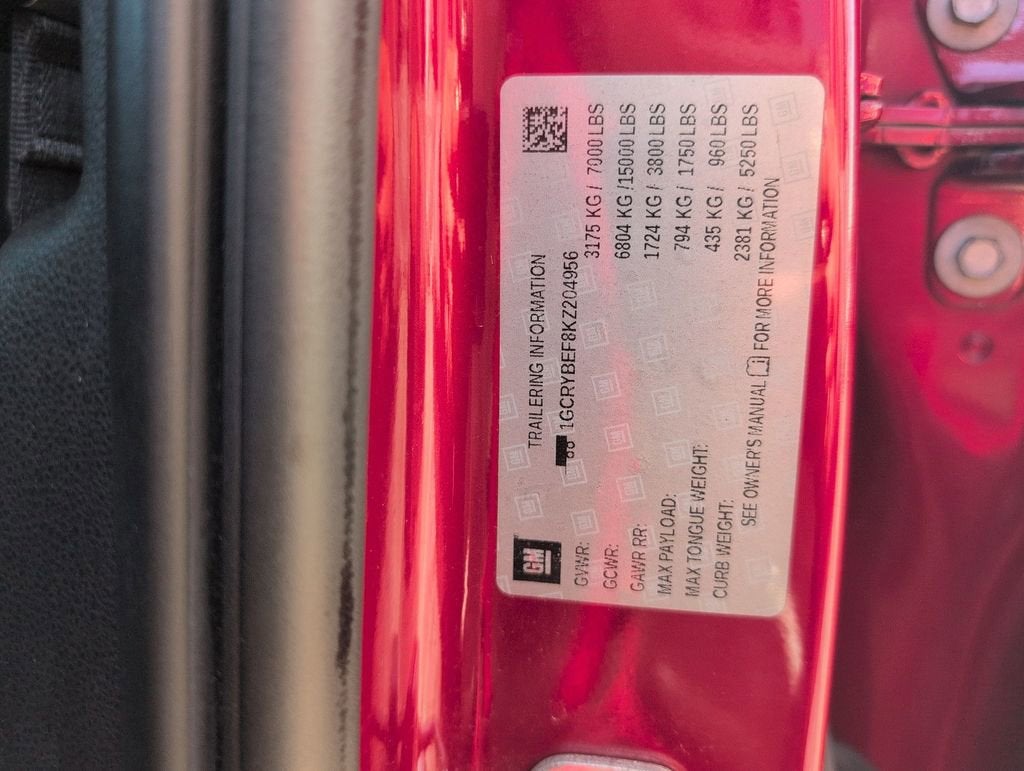 GM
TRAILERING INFORMATION
1GCRYBEF8KZ204956
GVWR: 3175 KG / 7000 LBS
GCWR: 6804 KG /15000 LBS
GAWR RR: 1724 KG / 3800 LBS
MAX PAYLOAD: 794 KG / 1750 LBS
MAX TONGUE WEIGHT: 435 KG / 960 LBS
CURB WEIGHT: 2381 KG / 5250 LBS
SEE OWNER'S MANUAL FOR MORE INFORMATION